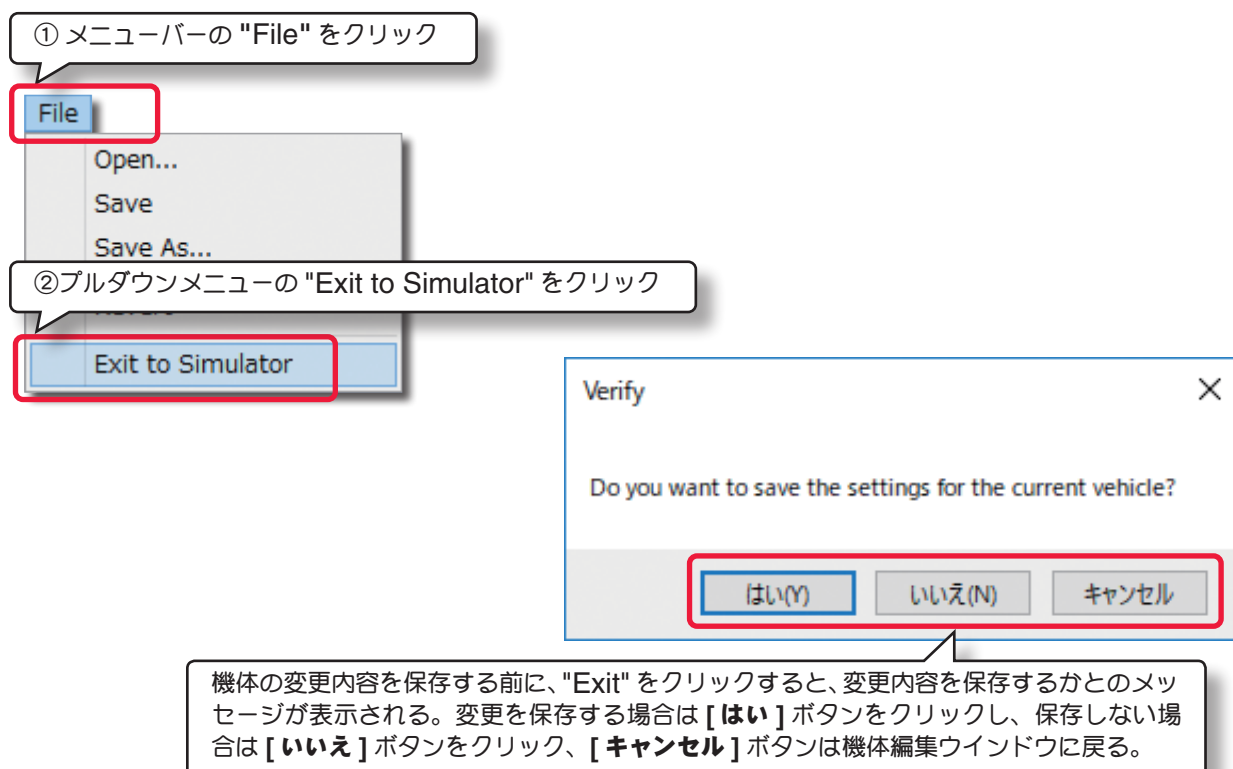 ① メニューバーの "File" をクリック
File
Open...
Save
Save As...
②プルダウンメニューの "Exit to Simulator" をクリック
Exit to Simulator
Verify
Do you want to save the settings for the current vehicle?
はい(Y) いいえ(N) キャンセル
機体の変更内容を保存する前に、"Exit" をクリックすると、変更内容を保存するかとのメッ
セージが表示される。変更を保存する場合は [ はい ] ボタンをクリックし、保存しない場
合は [ いいえ ] ボタンをクリック、[ キャンセル ] ボタンは機体編集ウインドウに戻る。